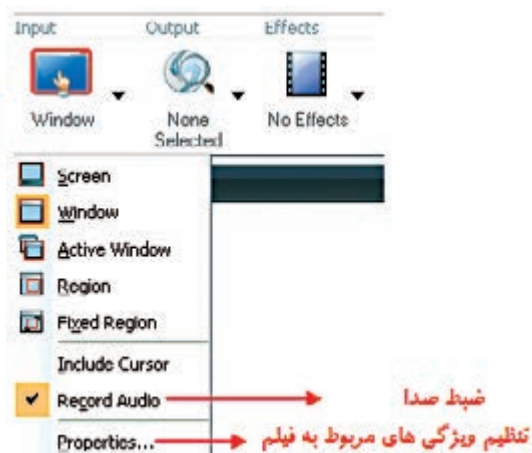 Input Output Effects
Window None Selected No Effects
Screen
Window
Active Window
Region
Fixed Region
Include Cursor
Record Audio ضبط صدا
Properties... تنظیم ویژگی های مربوط به فیلم